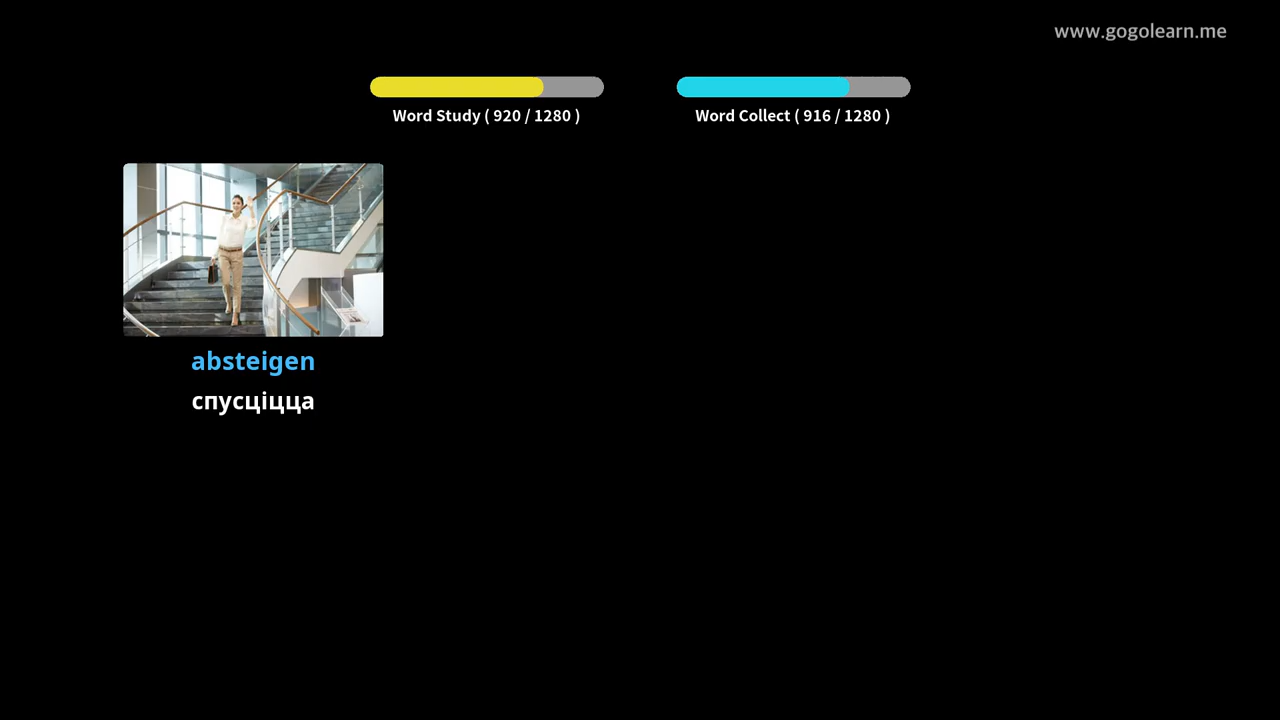 www.gogolearn.me
Word Study ( 920 / 1280 )
Word Collect ( 916 / 1280 )
absteigen
спусціцца